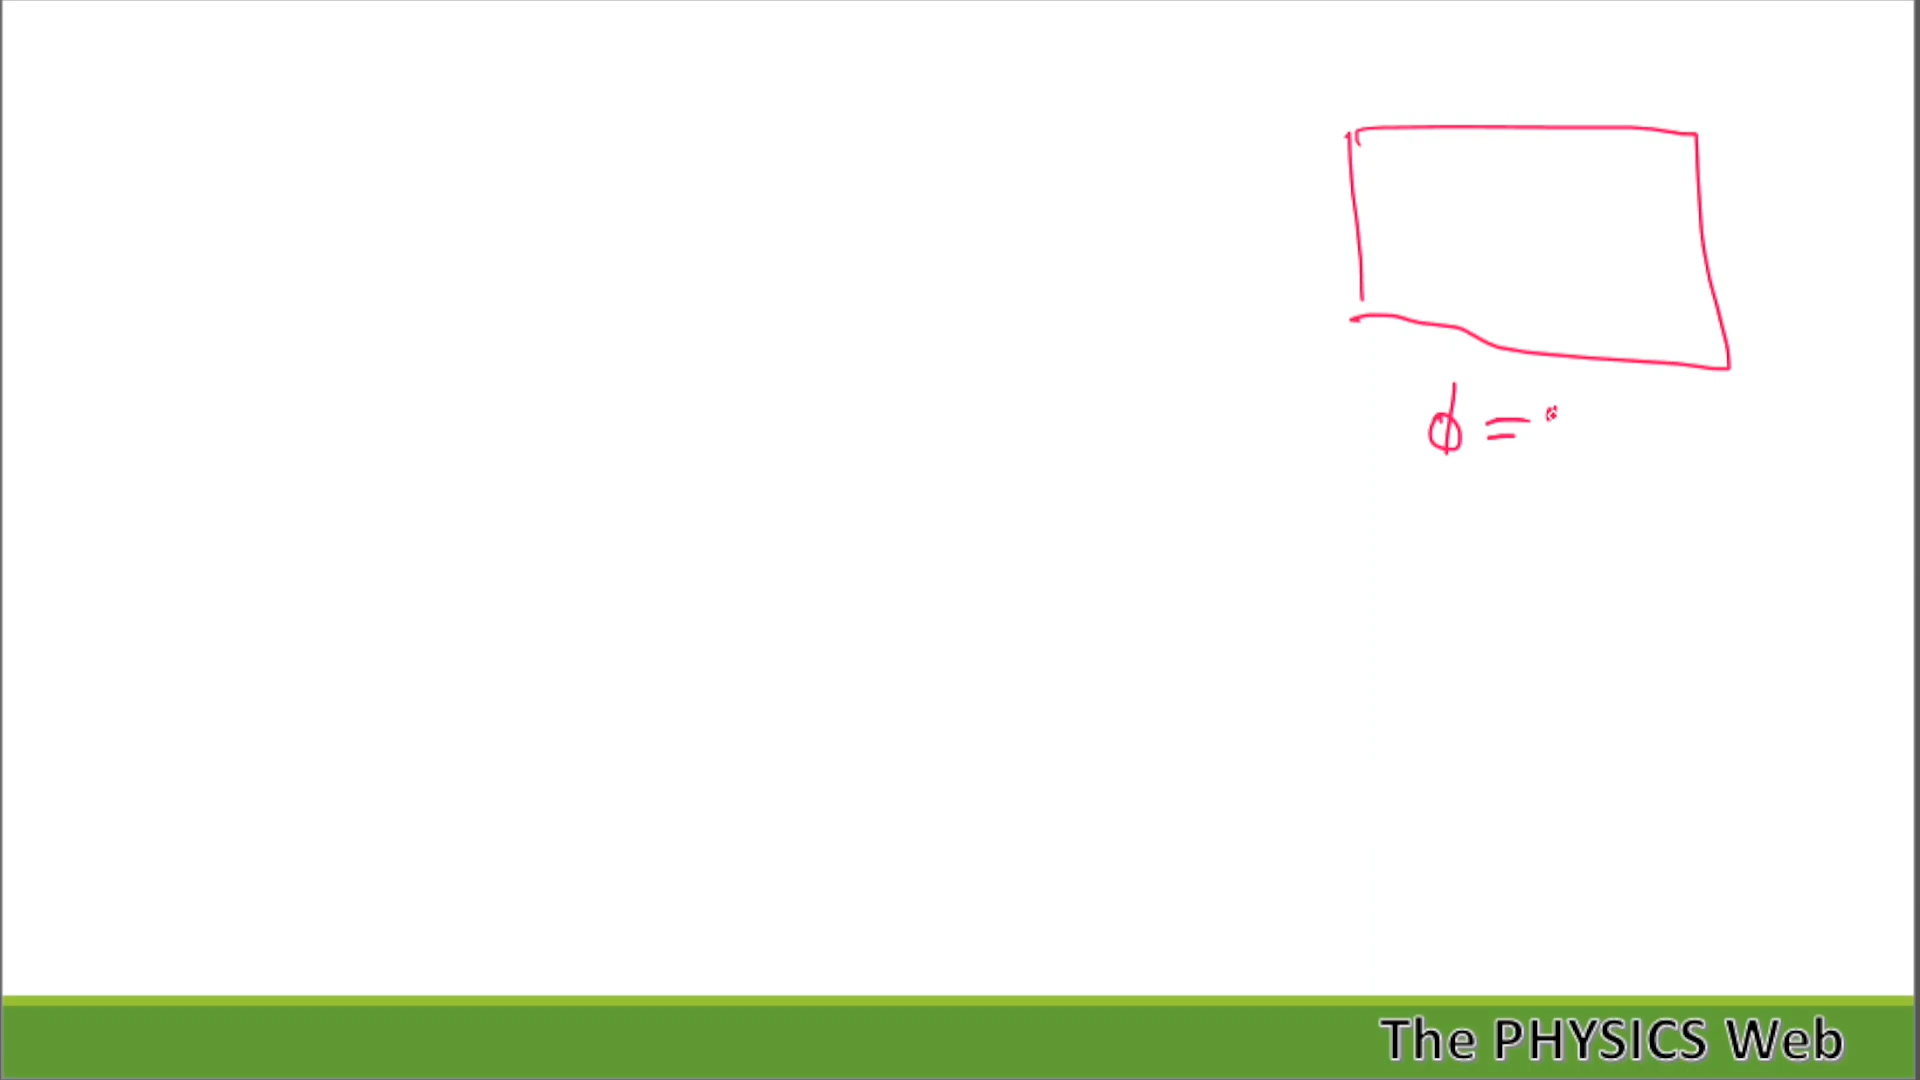 ϕ =
The PHYSICS Web